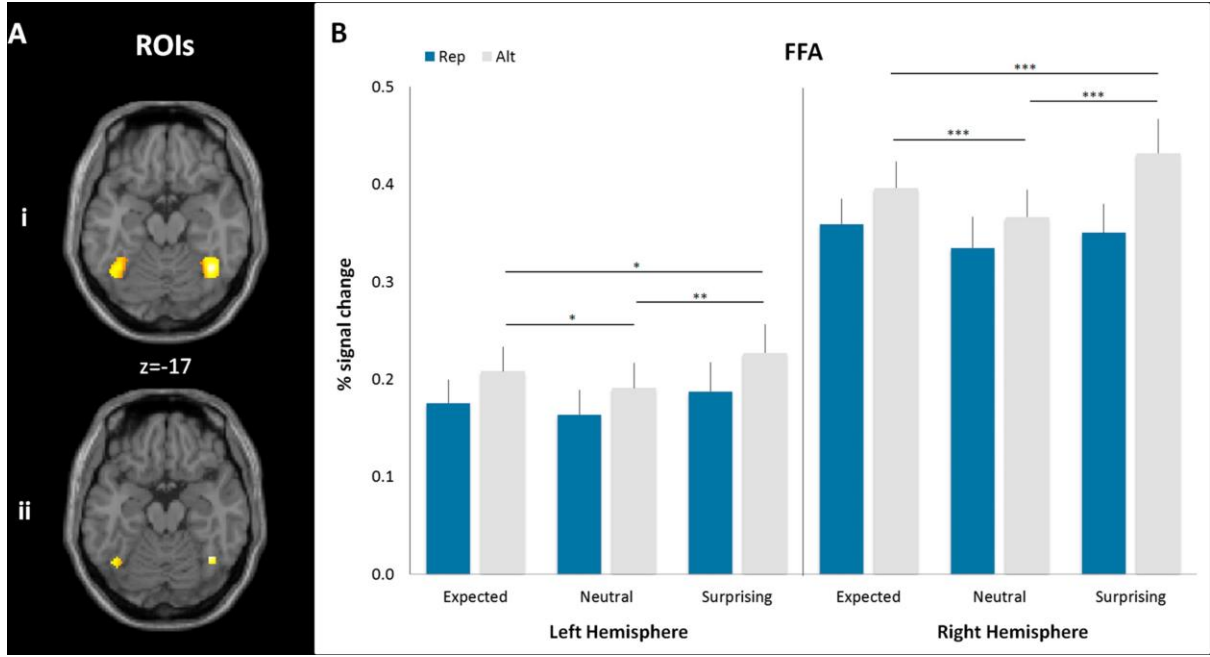 A
ROIs
i
z=-17
ii
B
Rep Alt
FFA
% signal change
0.5
0.4
0.3
0.2
0.1
0.0
*
*
**
***
***
***
Expected Neutral Surprising Expected Neutral Surprising
Left Hemisphere Right Hemisphere